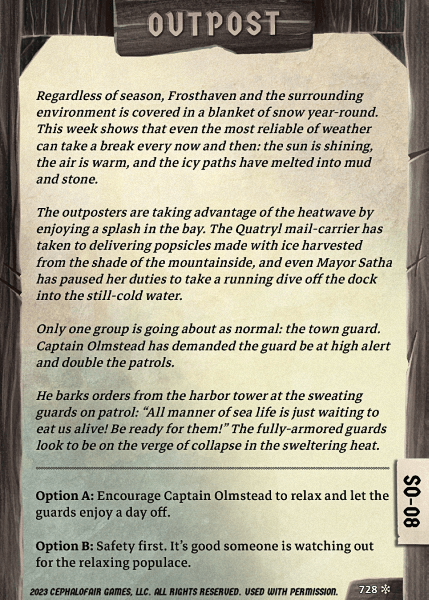 OUTPOST
Regardless of season, Frosthaven and the surrounding
environment is covered in a blanket of snow year-round.
This week shows that even the most reliable of weather
can take a break every now and then: the sun is shining,
the air is warm, and the icy paths have melted into mud
and stone.
The outposters are taking advantage of the heatwave by
enjoying a splash in the bay. The Quatryl mail-carrier has
taken to delivering popsicles made with ice harvested
from the shade of the mountainside, and even Mayor Satha
has paused her duties to take a running dive off the dock
into the still-cold water.
Only one group is going about as normal: the town guard.
Captain Olmstead has demanded the guard be at high alert
and double the patrols.
He barks orders from the harbor tower at the sweating
guards on patrol: “All manner of sea life is just waiting to
eat us alive! Be ready for them!” The fully-armored guards
look to be on the verge of collapse in the sweltering heat.
Option A: Encourage Captain Olmstead to relax and let the
guards enjoy a day off.
Option B: Safety first. It’s good someone is watching out
for the relaxing populace.
SO-08
2023 CEPHALOFAIR GAMES, LLC. ALL RIGHTS RESERVED. USED WITH PERMISSION.
728